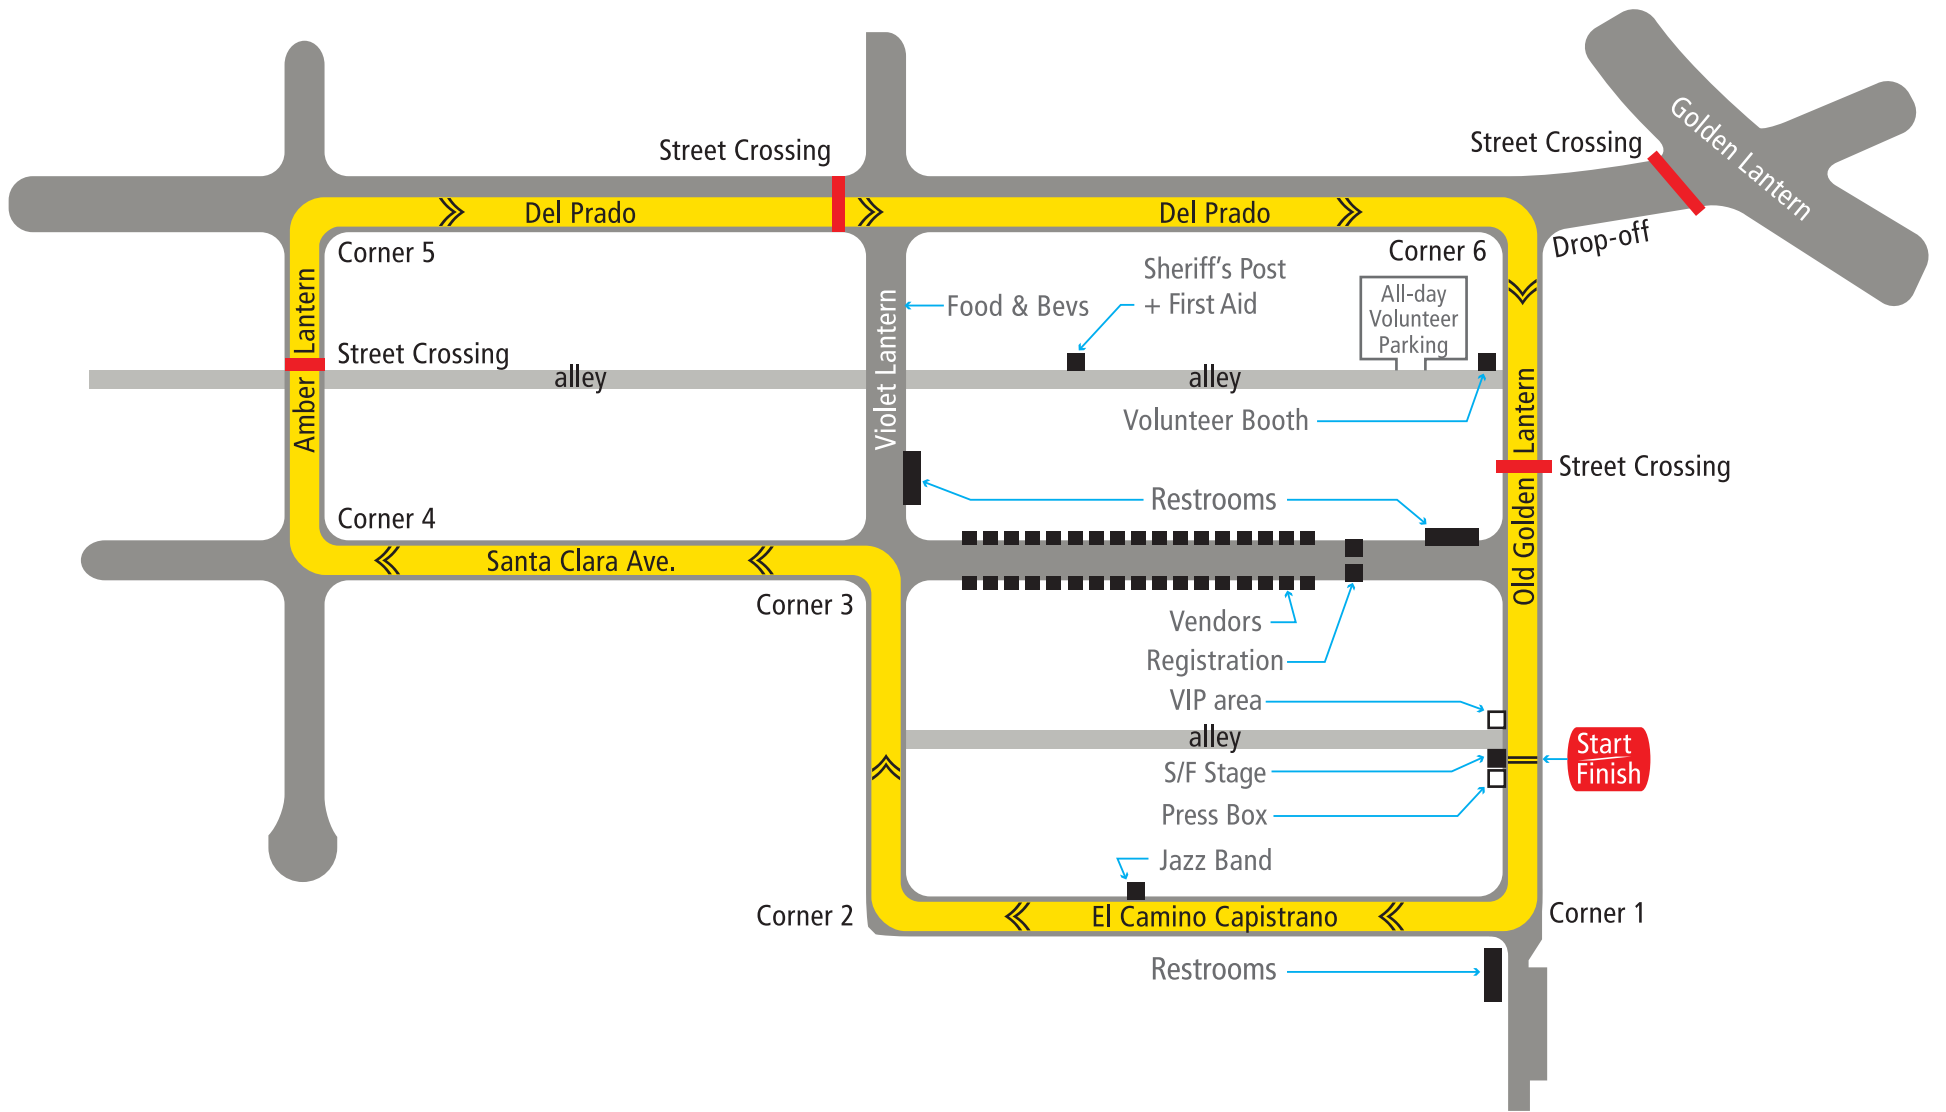 Street Crossing
Street Crossing
Golden Lantern
Del Prado
Del Prado
Drop-off
Corner 5
Corner 6
Sheriff's Post
+ First Aid
Food & Bevs
All-day
Volunteer
Parking
Amber Lantern
Street Crossing
alley
Violet Lantern
alley
Volunteer Booth
Old Golden Lantern
Street Crossing
Restrooms
Corner 4
Santa Clara Ave.
Corner 3
Vendors
Registration
VIP area
alley
Start
Finish
S/F Stage
Press Box
Jazz Band
Corner 2
El Camino Capistrano
Corner 1
Restrooms